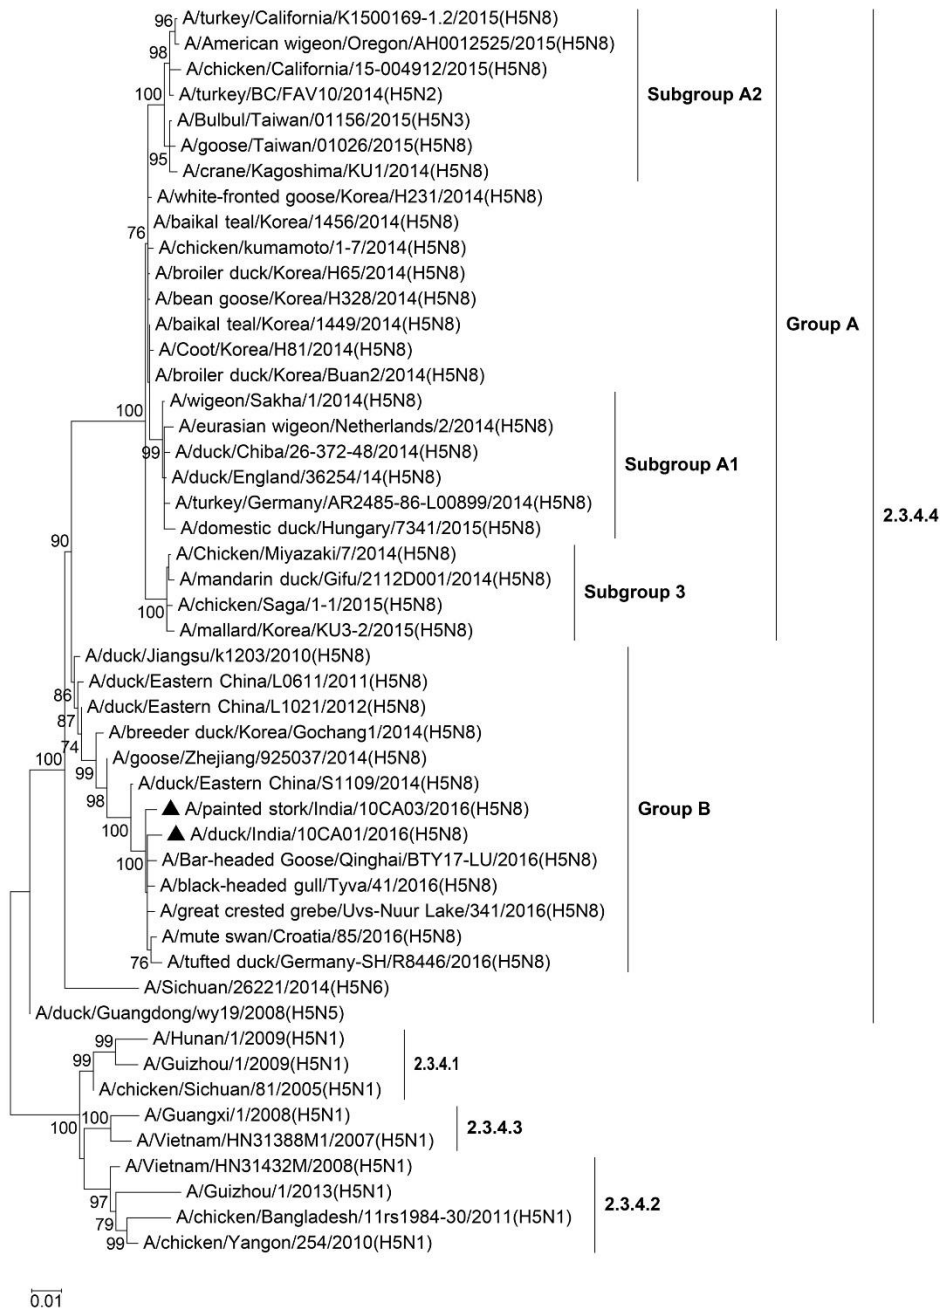 96
A/turkey/California/K1500169-1.2/2015(H5N8)
A/American wigeon/Oregon/AH0012525/2015(H5N8)
98
A/chicken/California/15-004912/2015(H5N8)
100
A/turkey/BC/FAV10/2014(H5N2)
Subgroup A2
A/Bulbul/Taiwan/01156/2015(H5N3)
A/goose/Taiwan/01026/2015(H5N8)
95
A/crane/Kagoshima/KU1/2014(H5N8)
A/white-fronted goose/Korea/H231/2014(H5N8)
76
A/baikal teal/Korea/1456/2014(H5N8)
A/chicken/kumamoto/1-7/2014(H5N8)
A/broiler duck/Korea/H65/2014(H5N8)
A/bean goose/Korea/H328/2014(H5N8)
A/baikal teal/Korea/1449/2014(H5N8)
Group A
A/Coot/Korea/H81/2014(H5N8)
A/broiler duck/Korea/Buan2/2014(H5N8)
100
A/wigeon/Sakha/1/2014(H5N8)
A/eurasian wigeon/Netherlands/2/2014(H5N8)
99
A/duck/Chiba/26-372-48/2014(H5N8)
Subgroup A1
A/duck/England/36254/14(H5N8)
A/turkey/Germany/AR2485-86-L00899/2014(H5N8)
2.3.4.4
A/domestic duck/Hungary/7341/2015(H5N8)
90
A/Chicken/Miyazaki/7/2014(H5N8)
A/mandarin duck/Gifu/2112D001/2014(H5N8)
Subgroup 3
100
A/chicken/Saga/1-1/2015(H5N8)
A/mallard/Korea/KU3-2/2015(H5N8)
A/duck/Jiangsu/k1203/2010(H5N8)
A/duck/Eastern China/L0611/2011(H5N8)
86
A/duck/Eastern China/L1021/2012(H5N8)
87
A/breeder duck/Korea/Gochang1/2014(H5N8)
74
A/goose/Zhejiang/925037/2014(H5N8)
100
99
A/duck/Eastern China/S1109/2014(H5N8)
98
A/painted stork/India/10CA03/2016(H5N8)
Group B
A/duck/India/10CA01/2016(H5N8)
100
A/Bar-headed Goose/Qinghai/BTY17-LU/2016(H5N8)
100
A/black-headed gull/Tyva/41/2016(H5N8)
A/great crested grebe/Uvs-Nuur Lake/341/2016(H5N8)
A/mute swan/Croatia/85/2016(H5N8)
76
A/tufted duck/Germany-SH/R8446/2016(H5N8)
A/Sichuan/26221/2014(H5N6)
A/duck/Guangdong/wy19/2008(H5N5)
99
A/Hunan/1/2009(H5N1)
99
A/Guizhou/1/2009(H5N1)
2.3.4.1
A/chicken/Sichuan/81/2005(H5N1)
100
A/Guangxi/1/2008(H5N1)
100
2.3.4.3
A/Vietnam/HN31388M1/2007(H5N1)
A/Vietnam/HN31432M/2008(H5N1)
97
A/Guizhou/1/2013(H5N1)
2.3.4.2
79
A/chicken/Bangladesh/11rs1984-30/2011(H5N1)
99
A/chicken/Yangon/254/2010(H5N1)
0.01